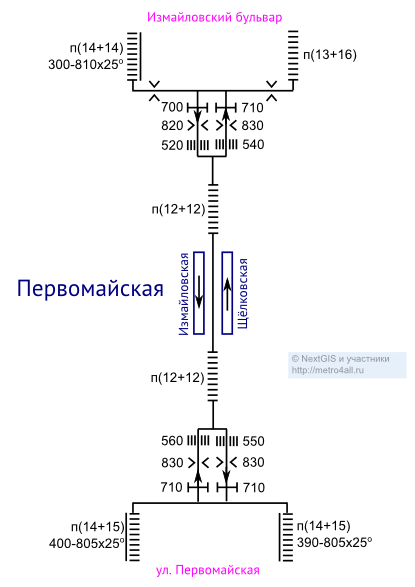 Измайловский бульвар
п(14+14)
300-810x25°
п(13+16)
700 710
820 830
520 540
п(12+12)
Первомайская
Измайловская
Щёлковская
© NextGIS и участники
http://metro4all.ru
п(12+12)
560 550
830 830
710 710
п(14+15)
400-805x25°
п(14+15)
390-805x25°
ул. Первомайская